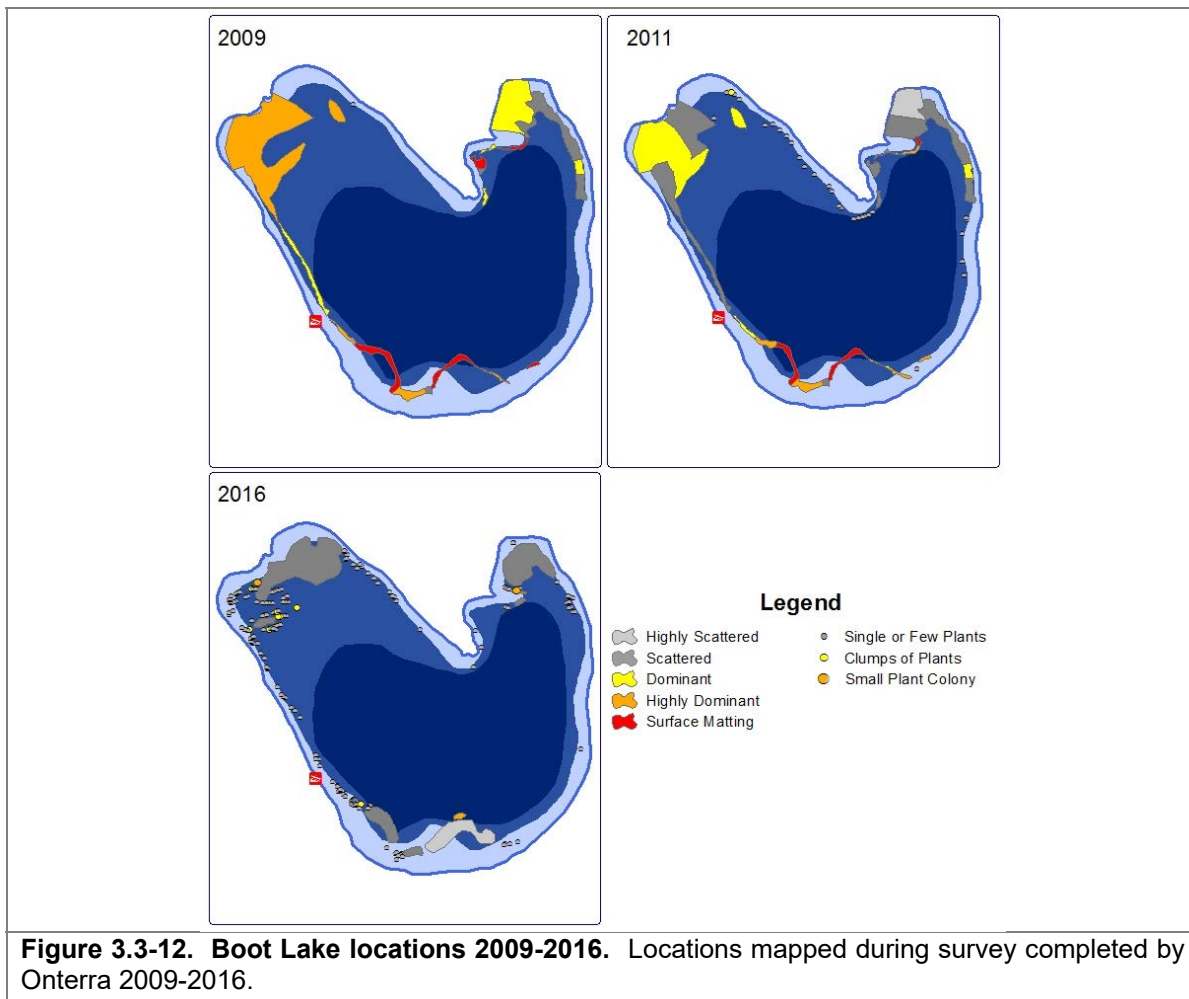 2009
2011
2016
Legend
Highly Scattered
Scattered
Dominant
Highly Dominant
Surface Matting
Single or Few Plants
Clumps of Plants
Small Plant Colony
Figure 3.3-12. Boot Lake locations 2009-2016. Locations mapped during survey completed by
Onterra 2009-2016.